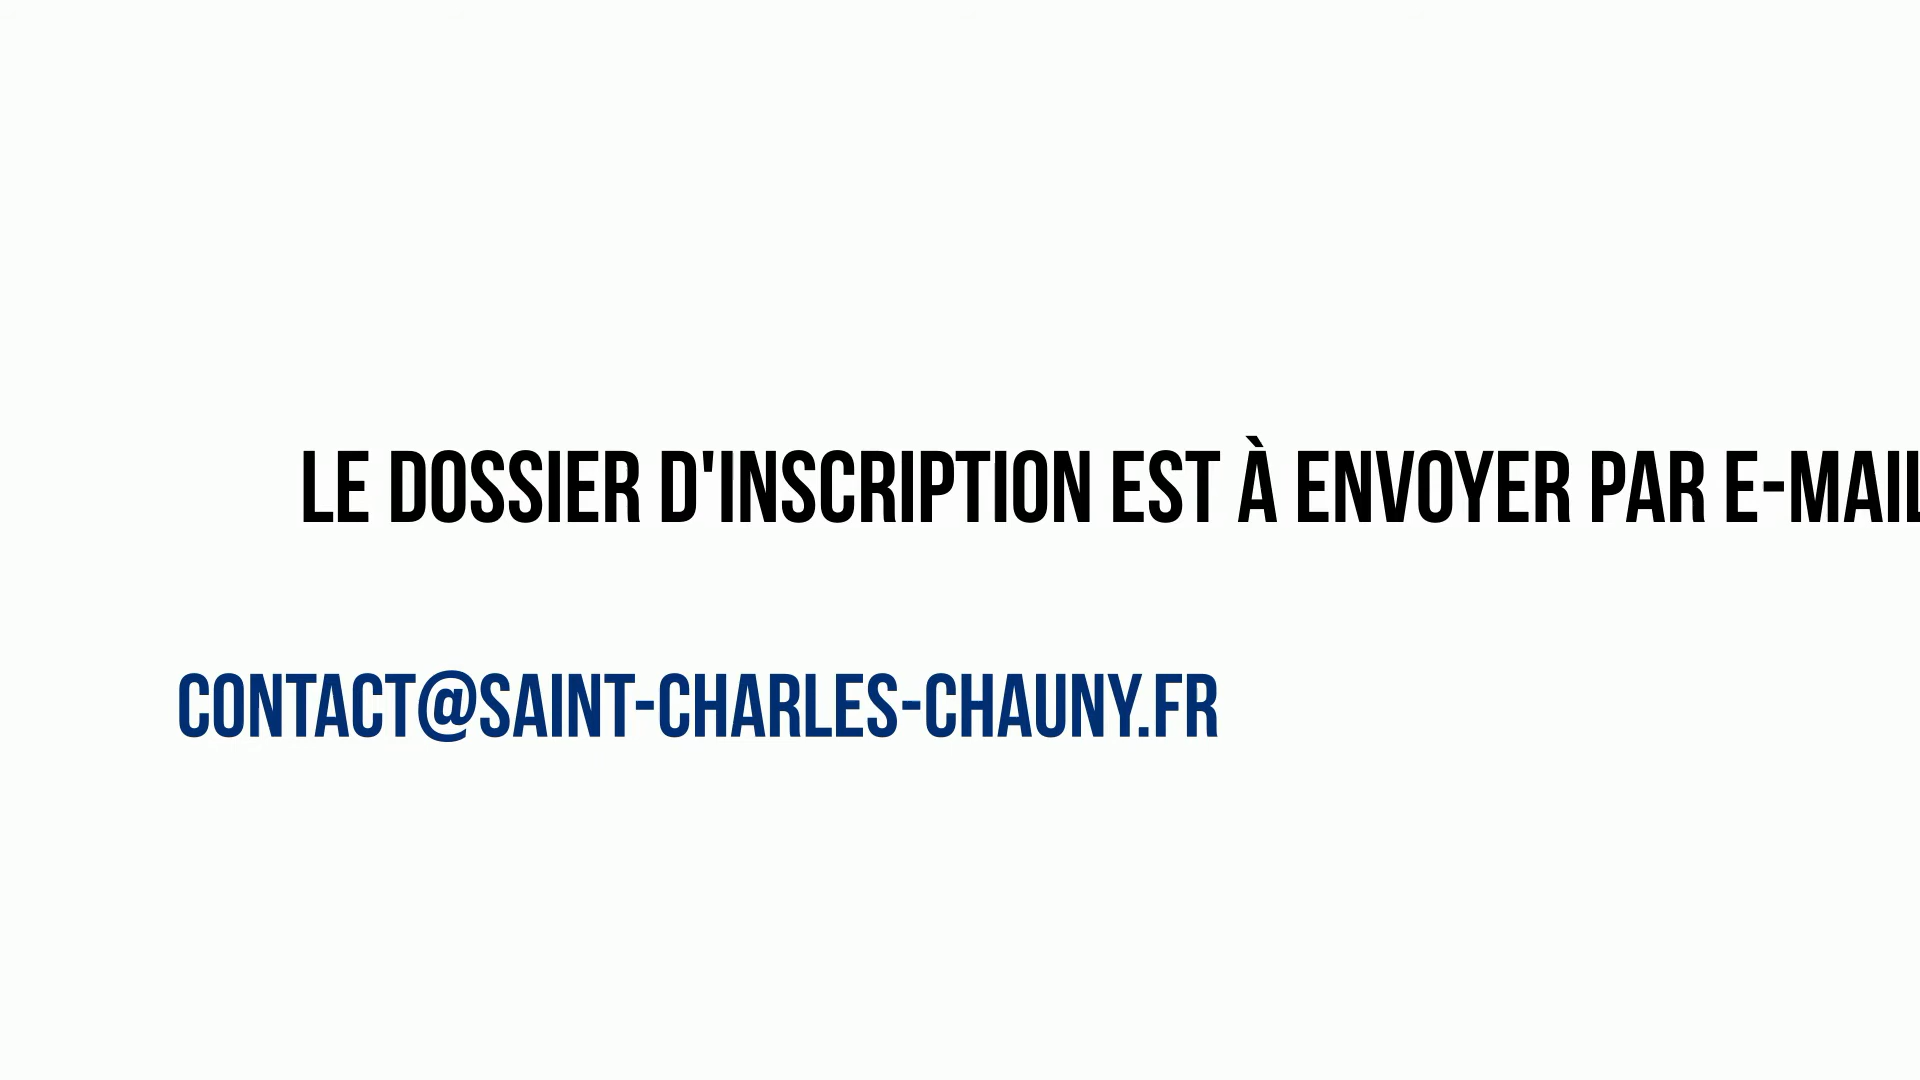 LE DOSSIER D'INSCRIPTION EST À ENVOYER PAR E-MAIL
CONTACT@SAINT-CHARLES-CHAUNY.FR